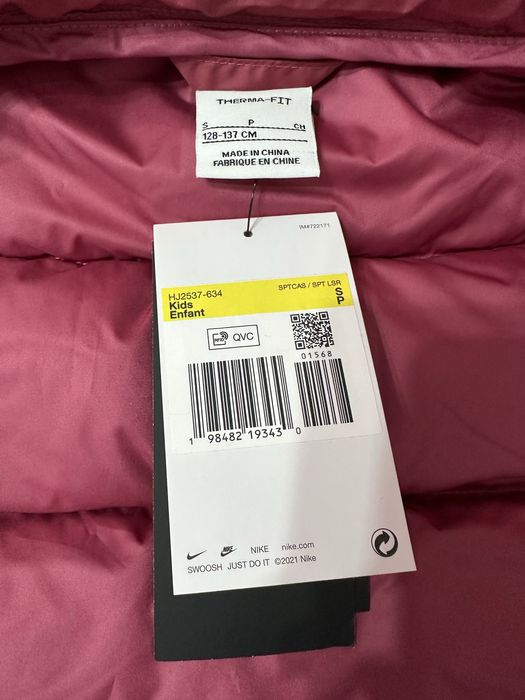 THERMA-FIT
S P CH
128-137 CM
MADE IN CHINA
FABRIQUE EN CHINE
IM#722171
HJ2537-634 SPTCAS / SPT LSR
Kids S
Enfant P
RFID QVC
01568
1 98482 19343 0
NIKE nike.com
SWOOSH JUST DO IT ©2021 Nike